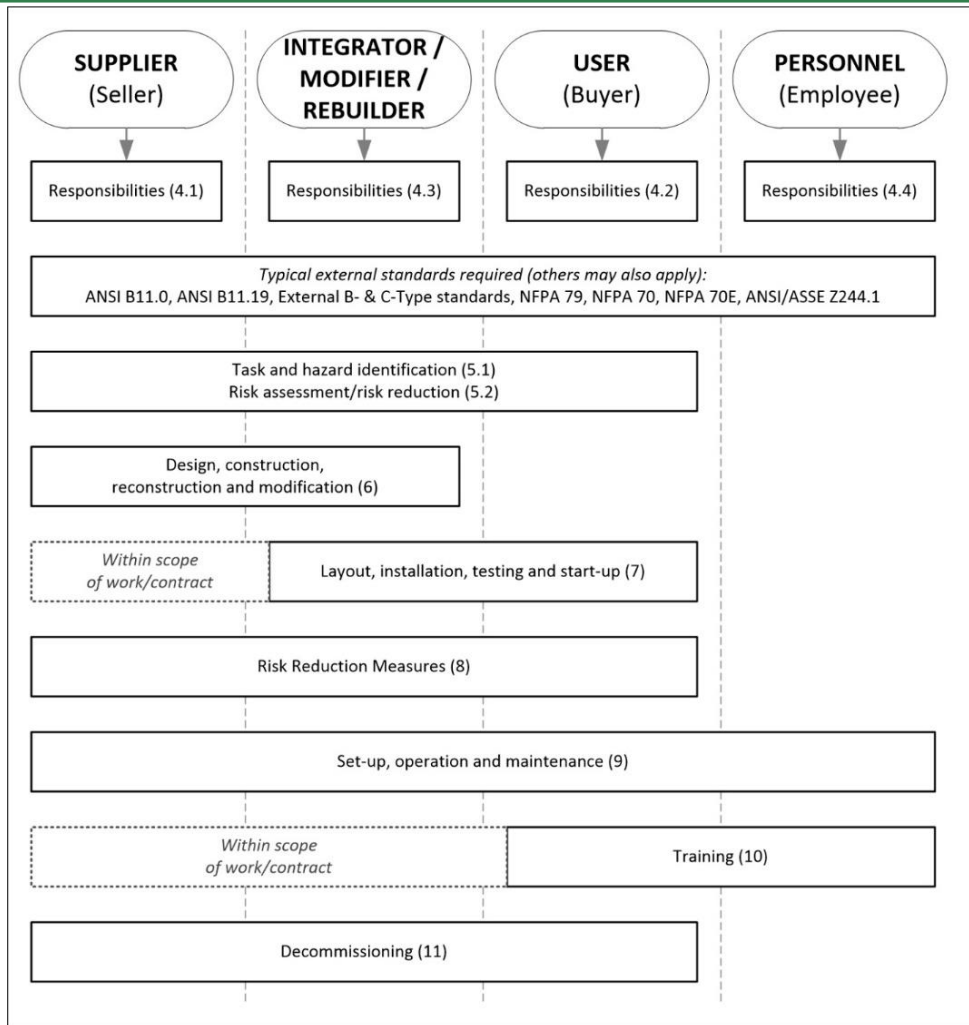 SUPPLIER
(Seller)
INTEGRATOR /
MODIFIER /
REBUILDER
USER
(Buyer)
PERSONNEL
(Employee)
Responsibilities (4.1)
Responsibilities (4.3)
Responsibilities (4.2)
Responsibilities (4.4)
Typical external standards required (others may also apply):
ANSI B11.0, ANSI B11.19, External B- & C-Type standards, NFPA 79, NFPA 70, NFPA 70E, ANSI/ASSE Z244.1
Task and hazard identification (5.1)
Risk assessment/risk reduction (5.2)
Design, construction,
reconstruction and modification (6)
Within scope
of work/contract
Layout, installation, testing and start-up (7)
Risk Reduction Measures (8)
Set-up, operation and maintenance (9)
Within scope
of work/contract
Training (10)
Decommissioning (11)